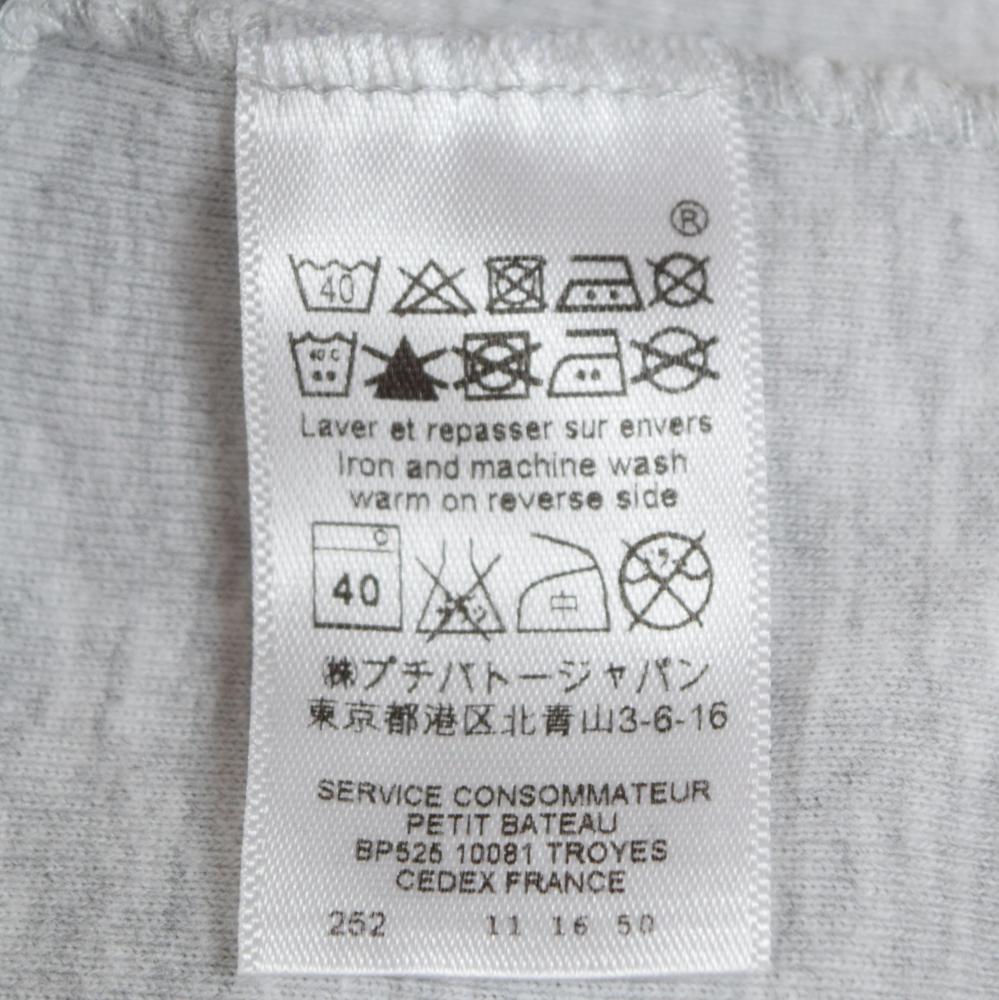 ®
40
40 C
Laver et repasser sur envers
Iron and machine wash
warm on reverse side
40
中
㈱プチバトージャパン
東京都港区北青山3-6-16
SERVICE CONSOMMATEUR
PETIT BATEAU
BP525 10081 TROYES
CEDEX FRANCE
252 11 16 50